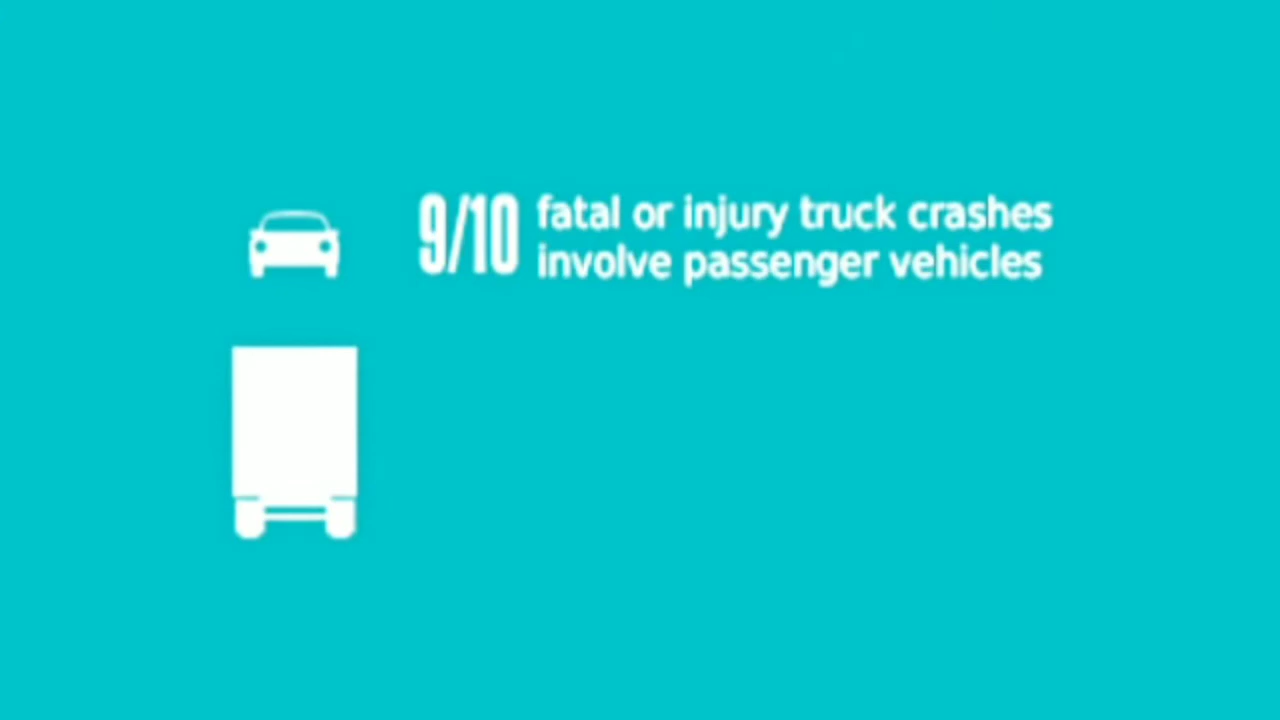 9/10 fatal or injury truck crashes
involve passenger vehicles